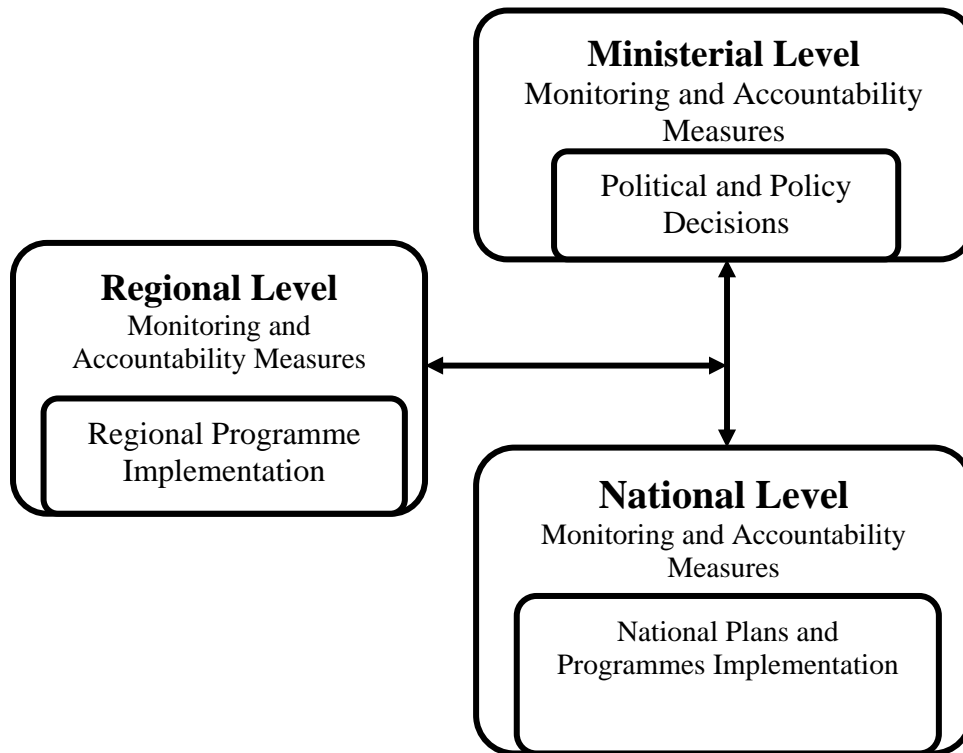 Ministerial Level
Monitoring and Accountability
Measures
Political and Policy
Decisions
Regional Level
Monitoring and
Accountability Measures
Regional Programme
Implementation
National Level
Monitoring and Accountability
Measures
National Plans and
Programmes Implementation